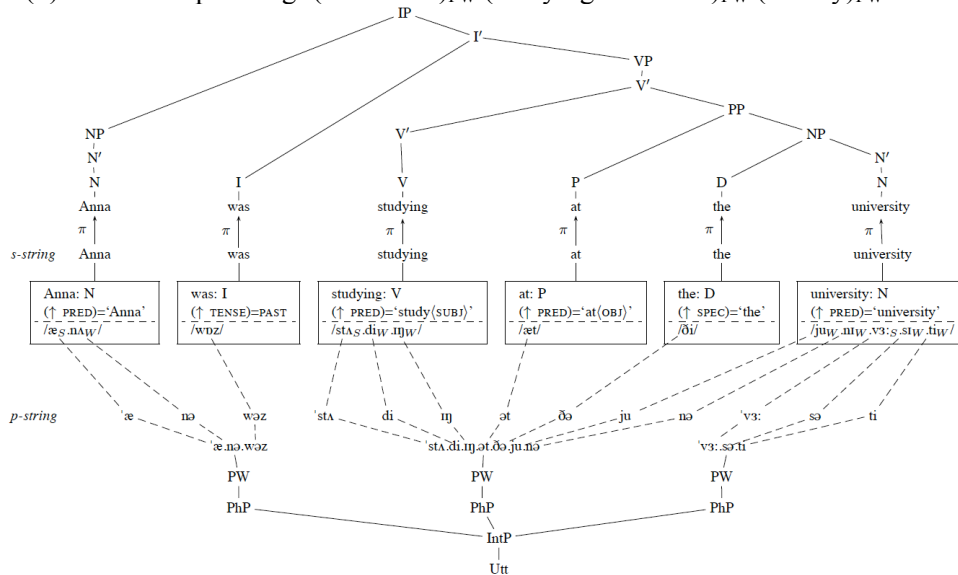 IP
I′
VP
V′
PP
NP V′ NP
N′ N′
N I V P D N
Anna was studying at the university
π π π π π π
s-string Anna was studying at the university
Anna: N was: I studying: V at: P the: D university: N
(↑ PRED)=‘Anna’ (↑ TENSE)=PAST (↑ PRED)=‘study⟨SUBJ⟩’ (↑ PRED)=‘at⟨OBJ⟩’ (↑ SPEC)=‘the’ (↑ PRED)=‘university’
/æS.nʌW/ /wɒz/ /stʌS.diW.ɪŋW/ /æt/ /ði/ /juW.nɪW.vɜːS.sɪW.tiW/
p-string ˈæ nə wəz ˈstʌ di ɪŋ ət ðə ju nə ˈvɜː sə ti
ˈæ.nə.wəz ˈstʌ.di.ɪŋ.ət.ðə.ju.nə ˈvɜː.sə.ti
PW PW PW
PhP PhP PhP
IntP
Utt